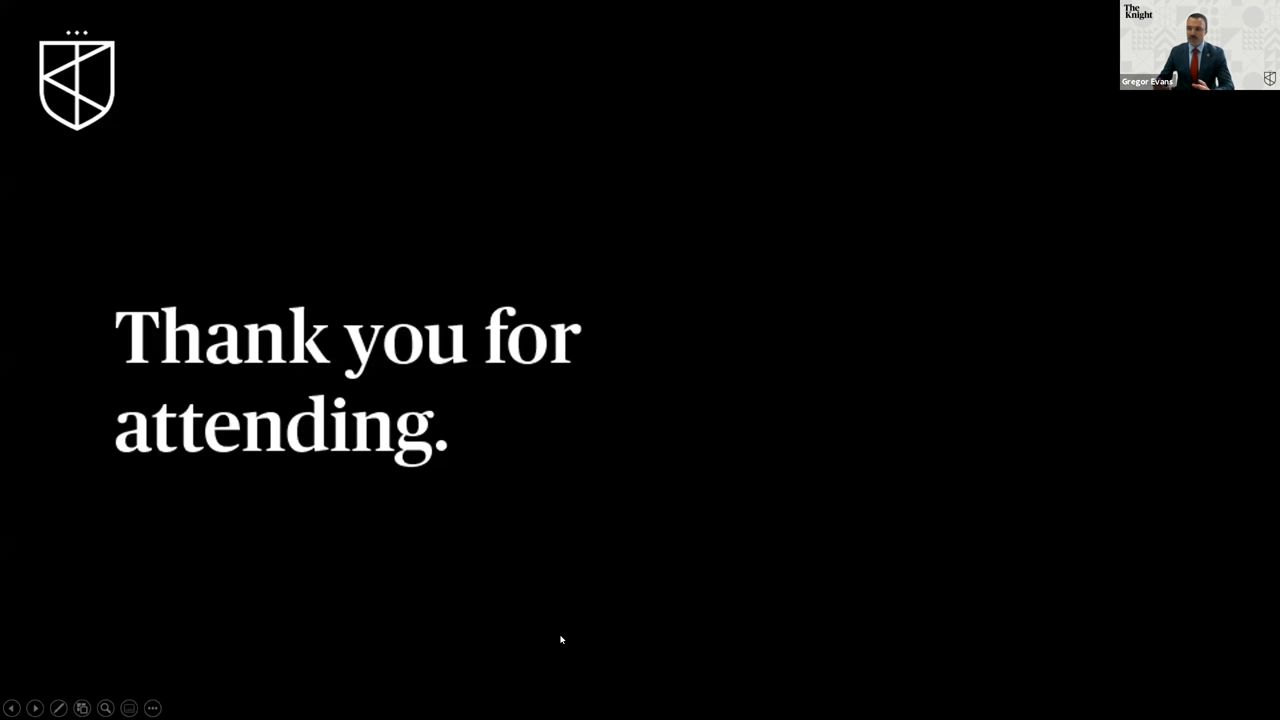 The
Knight
Gregor Evans
Thank you for
attending.